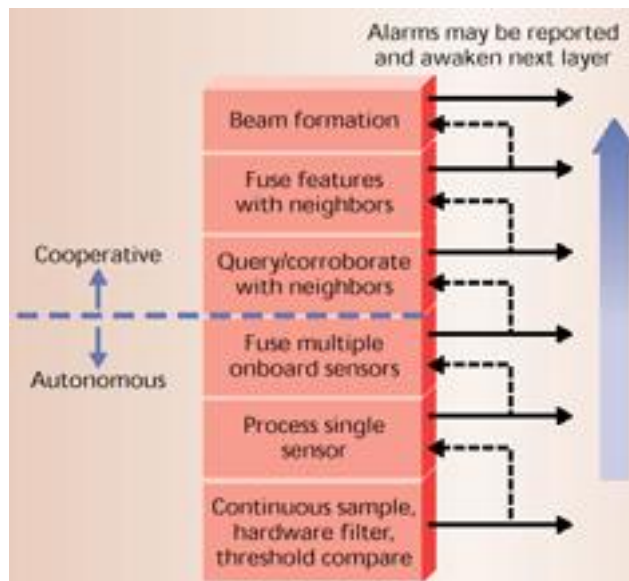 Alarms may be reported
and awaken next layer
Beam formation
Fuse features
with neighbors
Cooperative
Query/corroborate
with neighbors
Fuse multiple
onboard sensors
Autonomous
Process single
sensor
Continuous sample,
hardware filter,
threshold compare